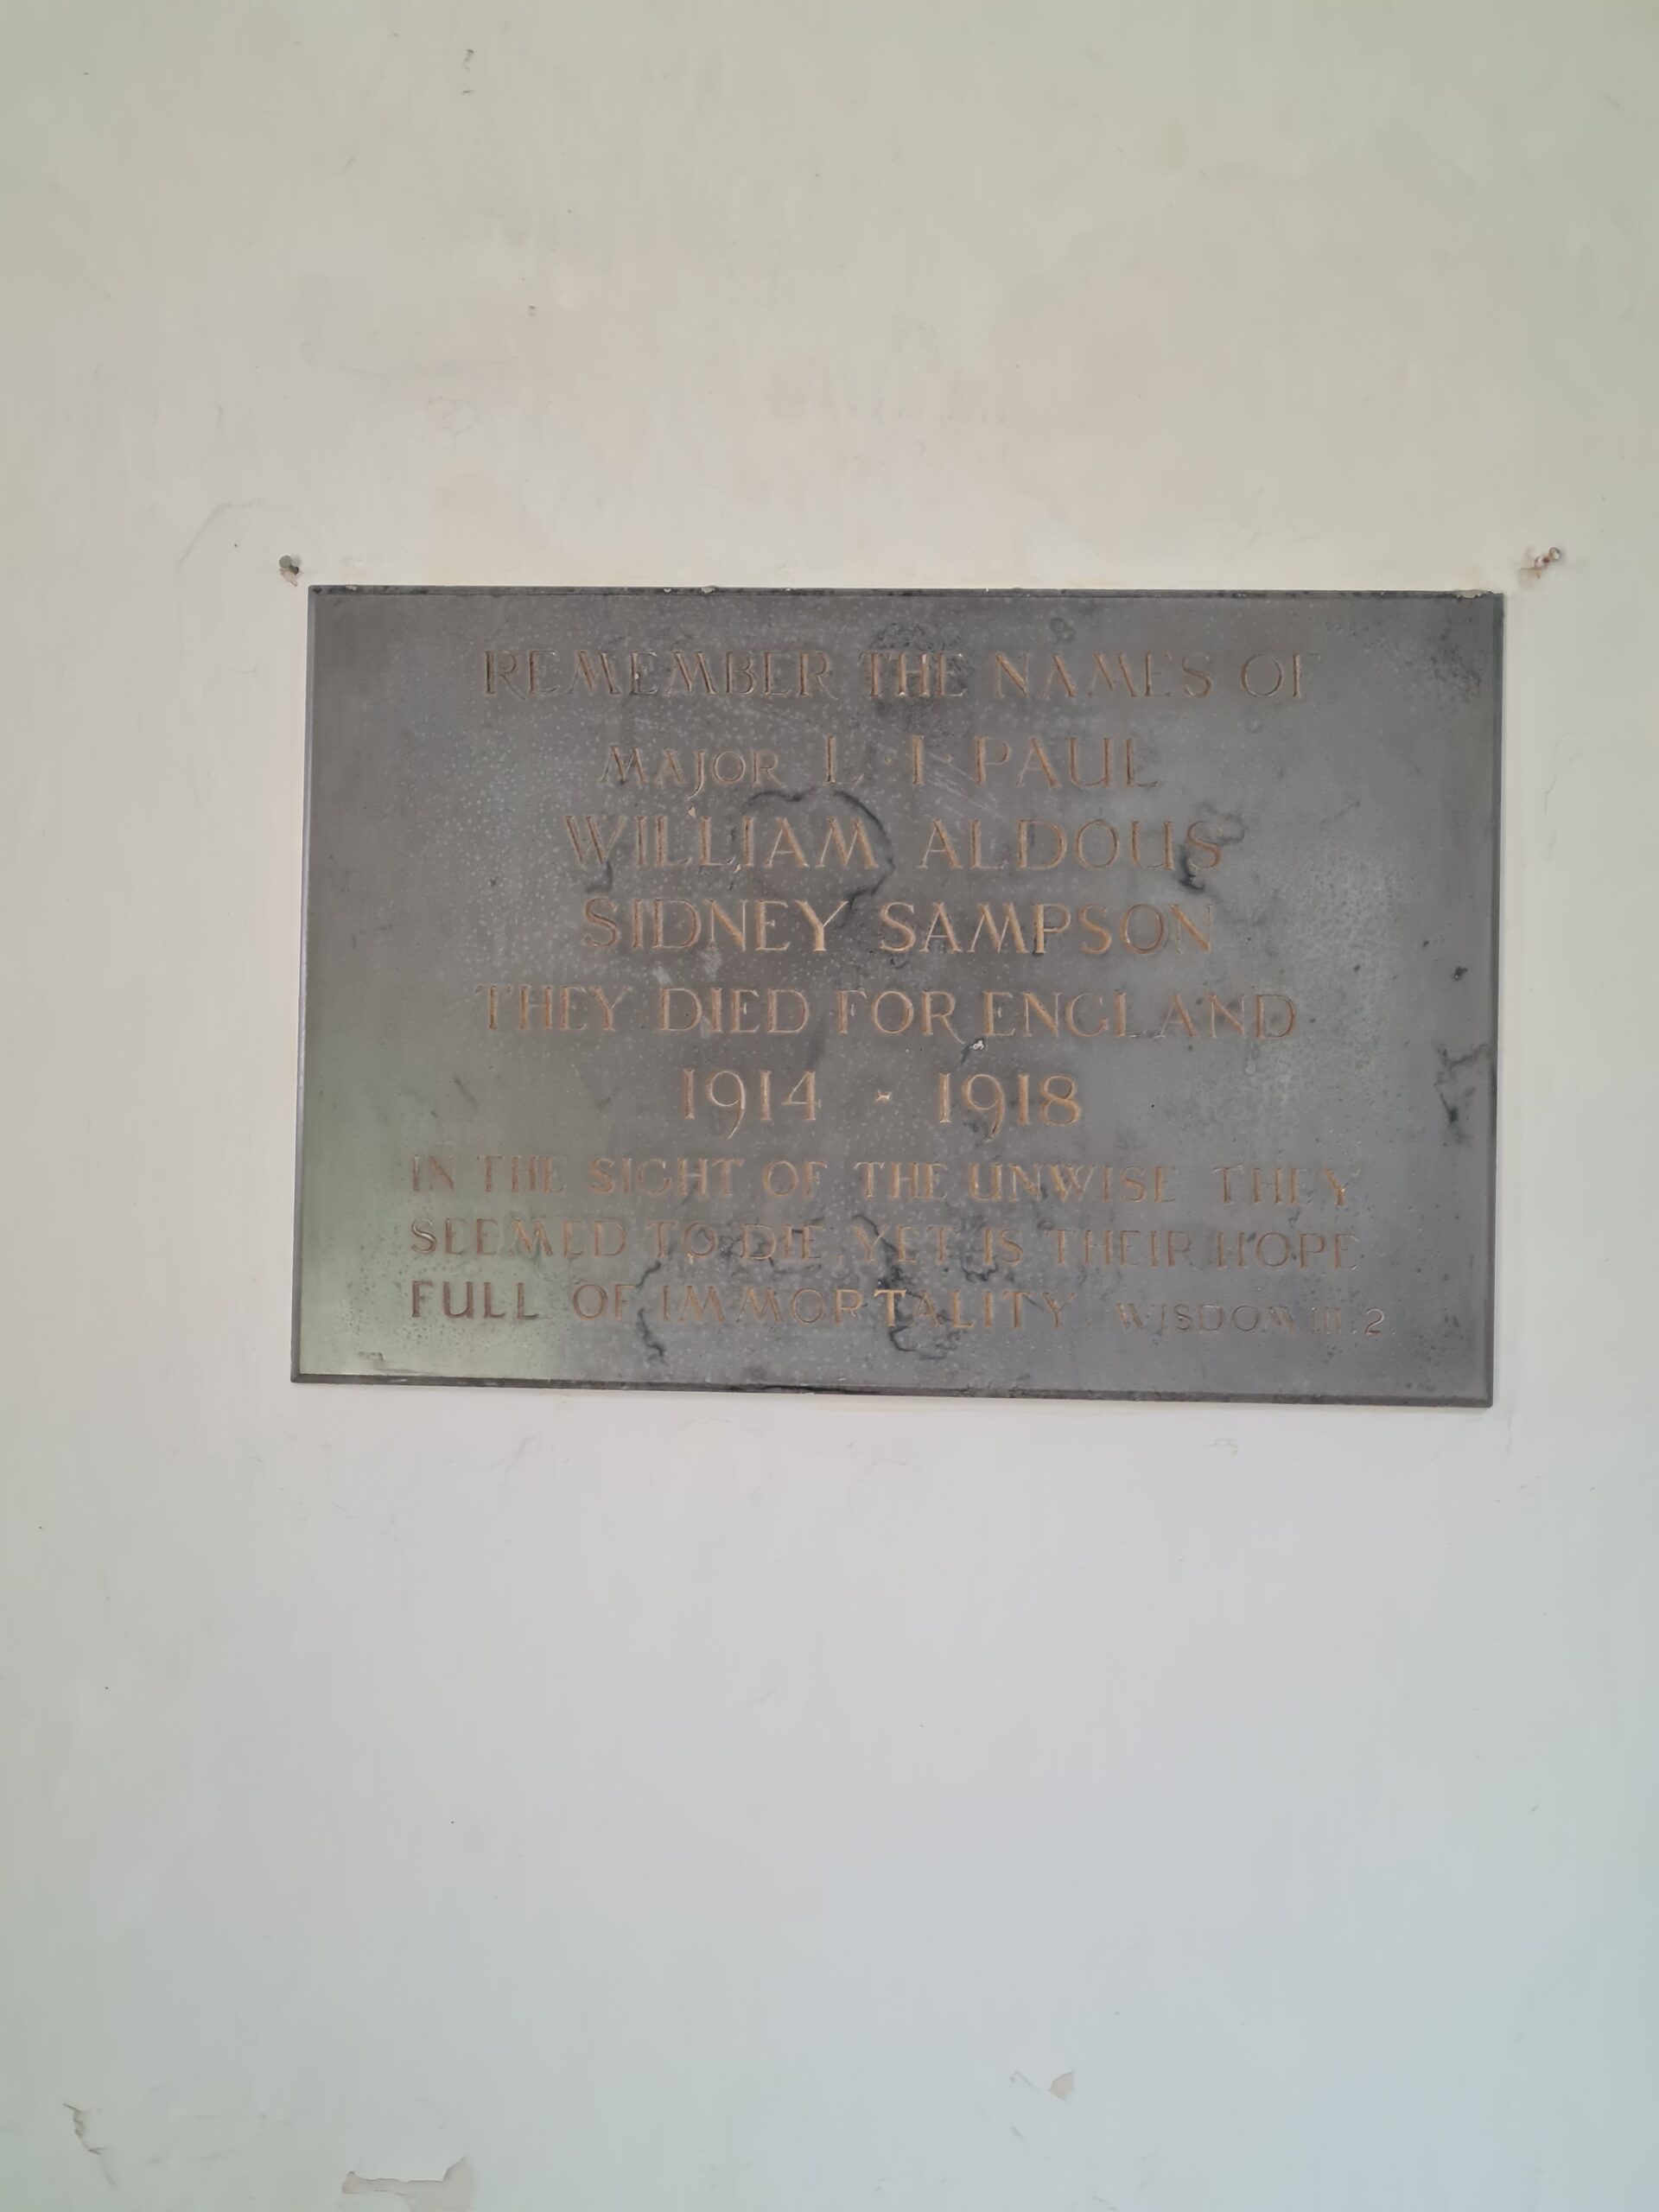 REMEMBER THE NAMES OF
MAJOR L · I · PAUL
WILLIAM ALDOUS
SIDNEY SAMPSON
THEY DIED FOR ENGLAND
1914 · 1918
IN THE SIGHT OF THE UNWISE THEY
SEEMED TO DIE, YET IS THEIR HOPE
FULL OF IMMORTALITY. WISDOM III. 2.